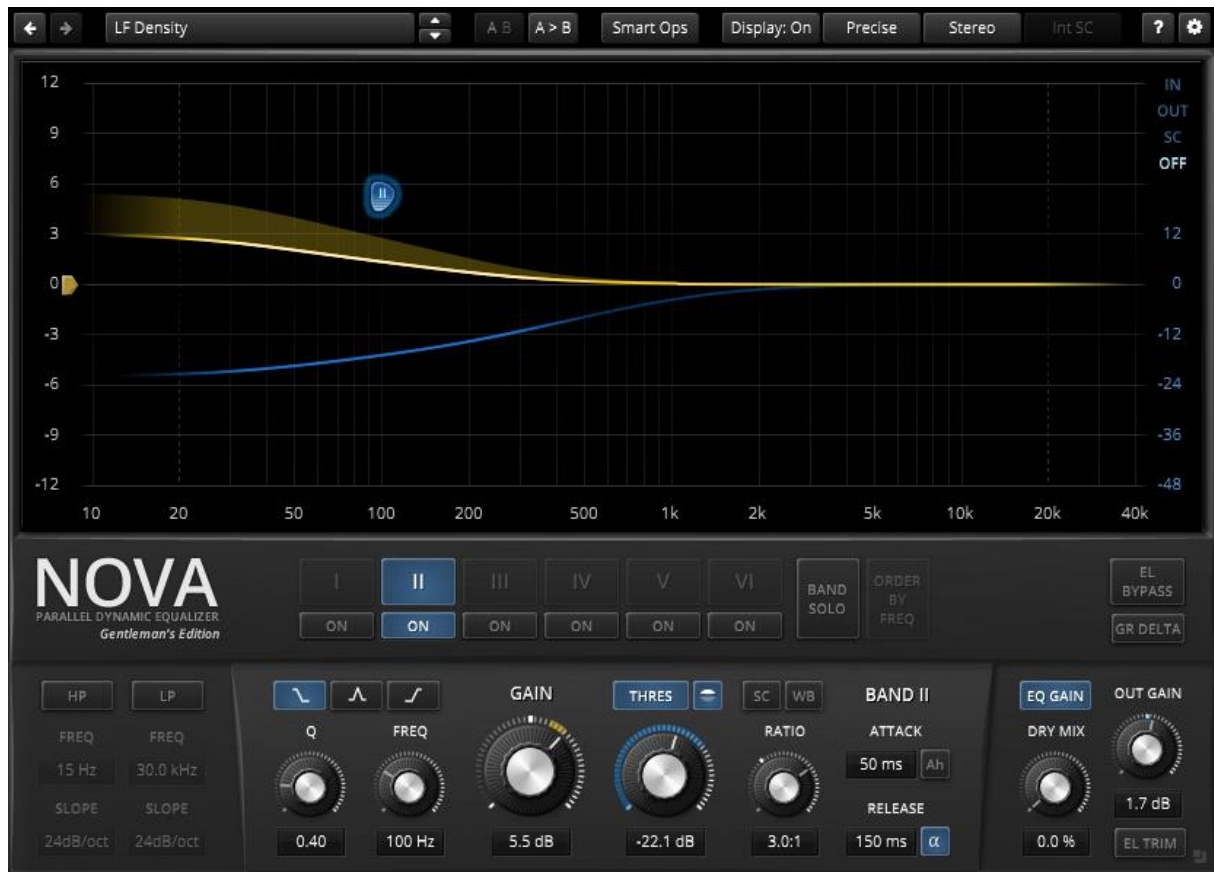 LF Density
A B
A > B
Smart Ops
Display: On
Precise
Stereo
Int SC
?
12
9
6
3
0
-3
-6
-9
-12
II
IN
OUT
SC
OFF
12
0
-12
-24
-36
-48
10 20 50 100 200 500 1k 2k 5k 10k 20k 40k
NOVA
PARALLEL DYNAMIC EQUALIZER
Gentleman's Edition
I II III IV V VI
ON ON ON ON ON ON
BAND
SOLO
ORDER
BY
FREQ
EL
BYPASS
GR DELTA
HP LP
FREQ FREQ
15 Hz 30.0 kHz
SLOPE SLOPE
24dB/oct 24dB/oct
Q
0.40
FREQ
100 Hz
GAIN
5.5 dB
THRES
-22.1 dB
SC WB
RATIO
3.0:1
BAND II
ATTACK
50 ms Ah
RELEASE
150 ms α
EQ GAIN
DRY MIX
0.0 %
OUT GAIN
1.7 dB
EL TRIM